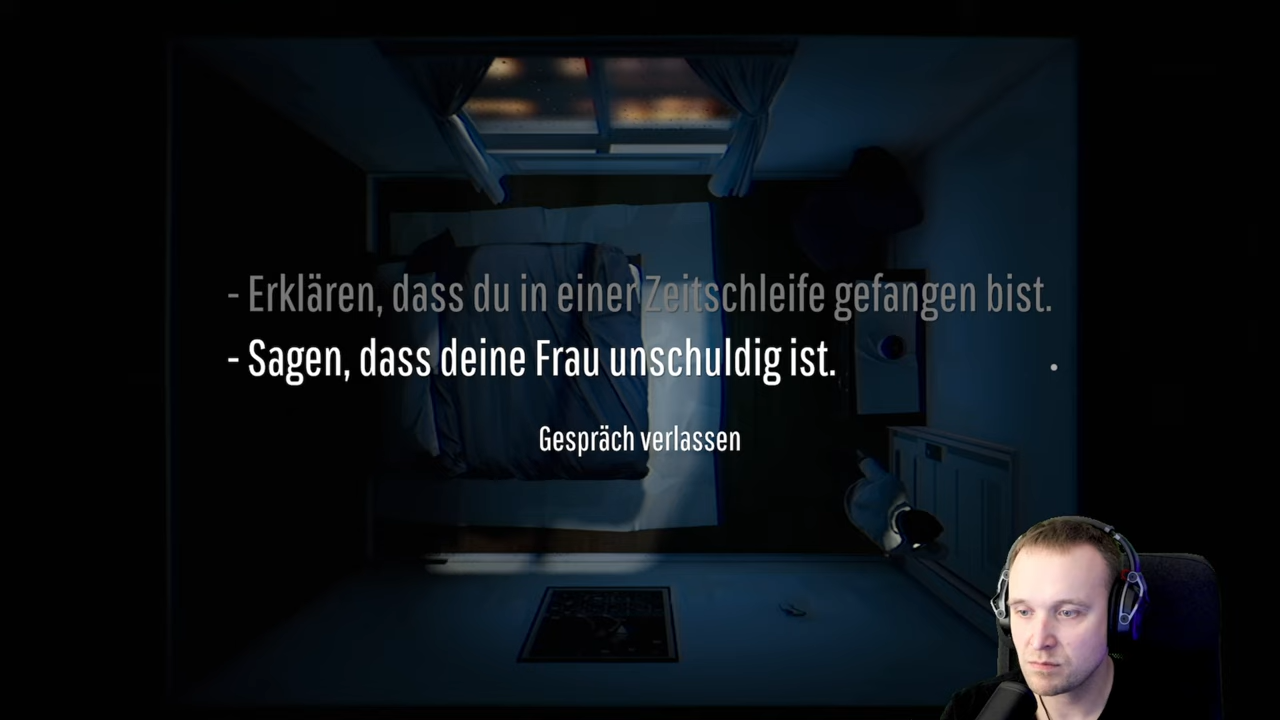 - Erklären, dass du in einer Zeitschleife gefangen bist.
- Sagen, dass deine Frau unschuldig ist.
Gespräch verlassen